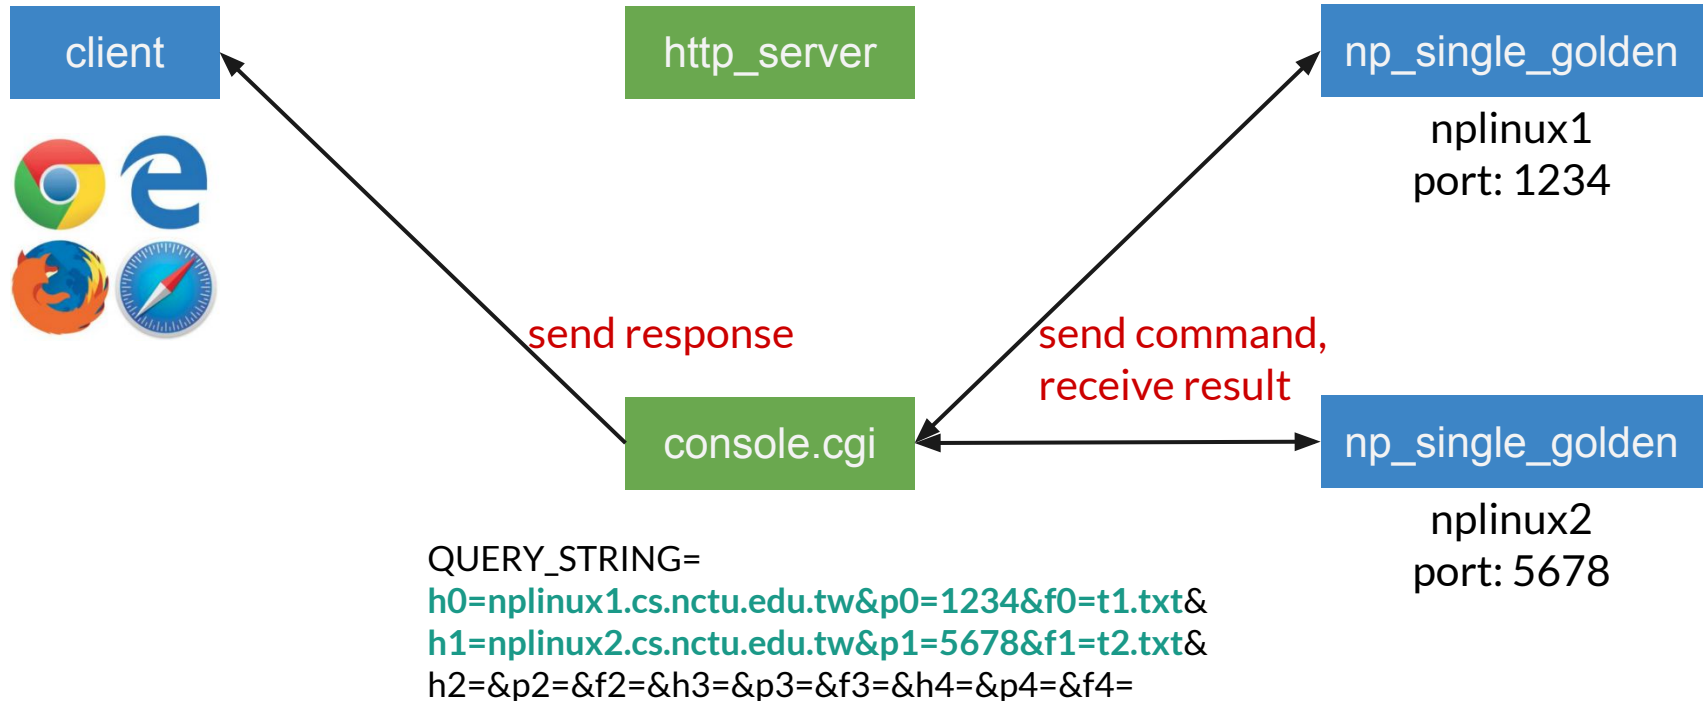 client
http_server
np_single_golden
nplinux1
port: 1234
send response
send command,
receive result
console.cgi
np_single_golden
nplinux2
port: 5678
QUERY_STRING=
h0=nplinux1.cs.nctu.edu.tw&p0=1234&f0=t1.txt&
h1=nplinux2.cs.nctu.edu.tw&p1=5678&f1=t2.txt&
h2=&p2=&f2=&h3=&p3=&f3=&h4=&p4=&f4=